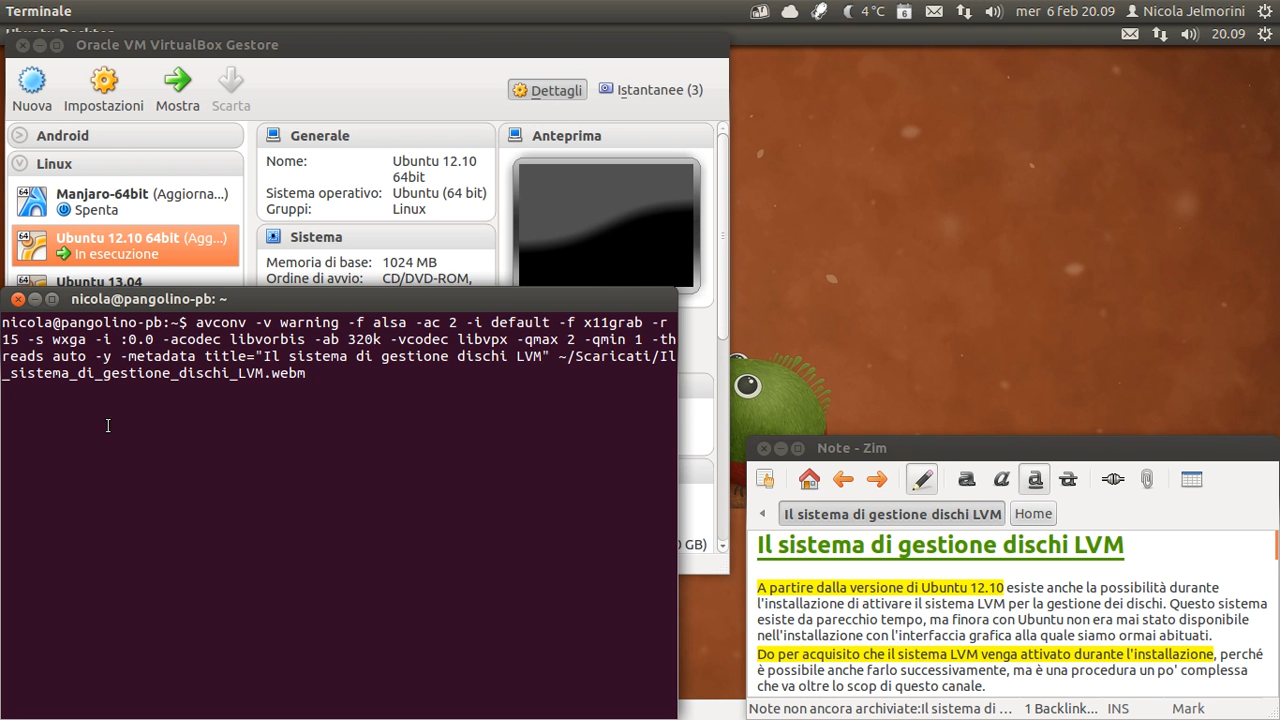 Terminale
4 °C
mer 6 feb 20.09
Nicola Jelmorini
20.09
Oracle VM VirtualBox Gestore
Nuova
Impostazioni
Mostra
Scarta
Dettagli
Istantanee (3)
Android
Linux
64
Manjaro-64bit (Aggiorna...)
Spenta
64
Ubuntu 12.10 64bit (Agg...)
In esecuzione
Ubuntu 13.04
Generale
Nome: Ubuntu 12.10
64bit
Sistema operativo: Ubuntu (64 bit)
Gruppi: Linux
Sistema
Memoria di base: 1024 MB
Ordine di avvio: CD/DVD-ROM,
Anteprima
GB)
nicola@pangolino-pb: ~
nicola@pangolino-pb:~$ avconv -v warning -f alsa -ac 2 -i default -f x11grab -r
15 -s wxga -i :0.0 -acodec libvorbis -ab 320k -vcodec libvpx -qmax 2 -qmin 1 -th
reads auto -y -metadata title="Il sistema di gestione dischi LVM" ~/Scaricati/Il
_sistema_di_gestione_dischi_LVM.webm
Note - Zim
Il sistema di gestione dischi LVM
Home
Il sistema di gestione dischi LVM
A partire dalla versione di Ubuntu 12.10 esiste anche la possibilità durante
l'installazione di attivare il sistema LVM per la gestione dei dischi. Questo sistema
esiste da parecchio tempo, ma finora con Ubuntu non era mai stato disponibile
nell'installazione con l'interfaccia grafica alla quale siamo ormai abituati.
Do per acquisito che il sistema LVM venga attivato durante l'installazione, perché
è possibile anche farlo successivamente, ma è una procedura un po' complessa
che va oltre lo scop di questo canale.
Note non ancora archiviate:Il sistema di ...
1 Backlink...
INS
Mark